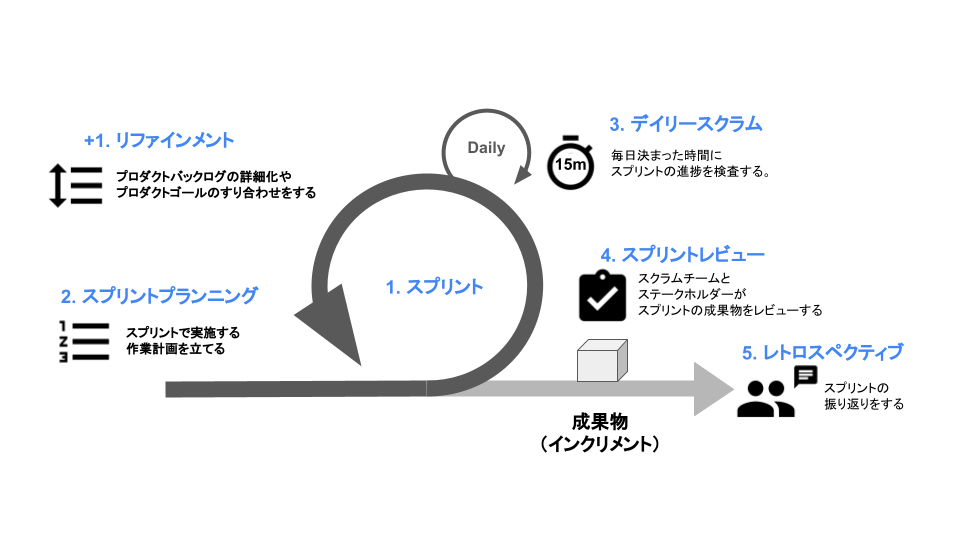 +1. リファインメント
プロダクトバックログの詳細化や
プロダクトゴールのすり合わせをする
Daily
3. デイリースクラム
15m
毎日決まった時間に
スプリントの進捗を検査する。
2. スプリントプランニング
1
2
3
スプリントで実施する
作業計画を立てる
1. スプリント
4. スプリントレビュー
スクラムチームと
ステークホルダーが
スプリントの成果物をレビューする
5. レトロスペクティブ
スプリントの
振り返りをする
成果物
（インクリメント）